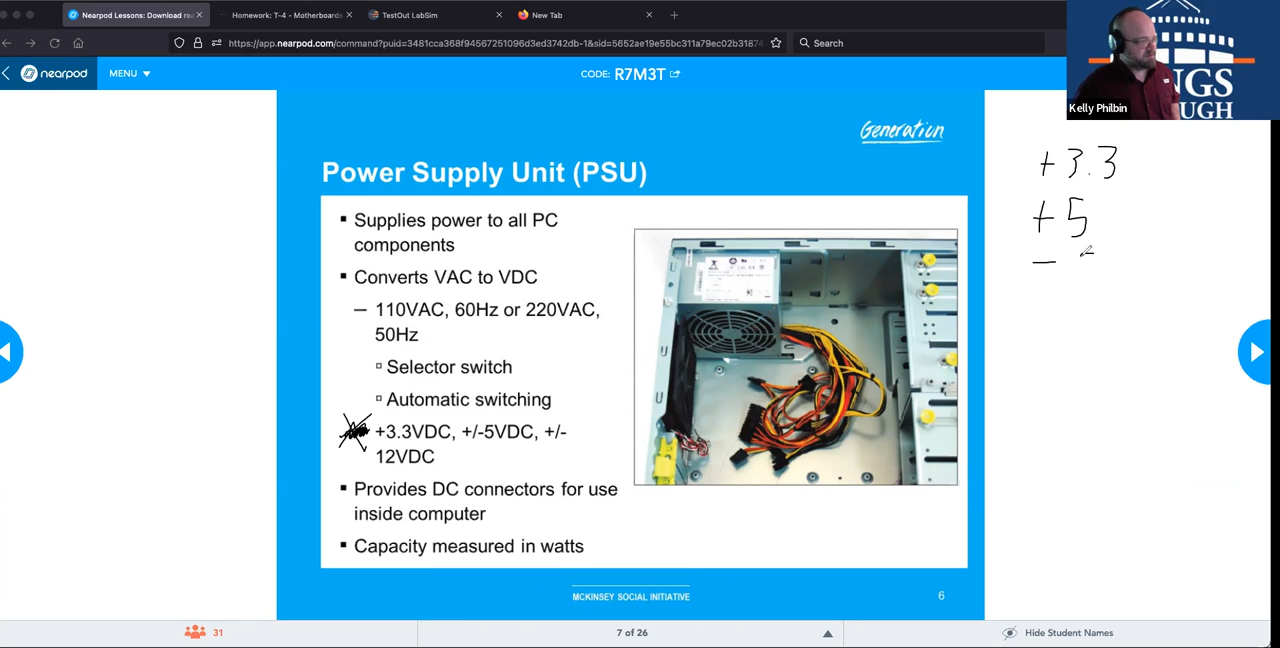 Nearpod Lessons: Download re
Homework: T-4 - Motherboards
TestOut LabSim
New Tab
https://app.nearpod.com/command?puid=3481cca368f94567251096d3ed3742db-1&sid=5652ae19e55bc311a79ec02b31874
Search
nearpod
MENU
CODE: R7M3T
NGS
UGH
Kelly Philbin
Generation
Power Supply Unit (PSU)
▪ Supplies power to all PC
components
▪ Converts VAC to VDC
– 110VAC, 60Hz or 220VAC,
50Hz
▫ Selector switch
▫ Automatic switching
+3.3VDC, +/-5VDC, +/-
12VDC
▪ Provides DC connectors for use
inside computer
▪ Capacity measured in watts
+3.3
+5
–
MCKINSEY SOCIAL INITIATIVE
6
31
7 of 26
Hide Student Names